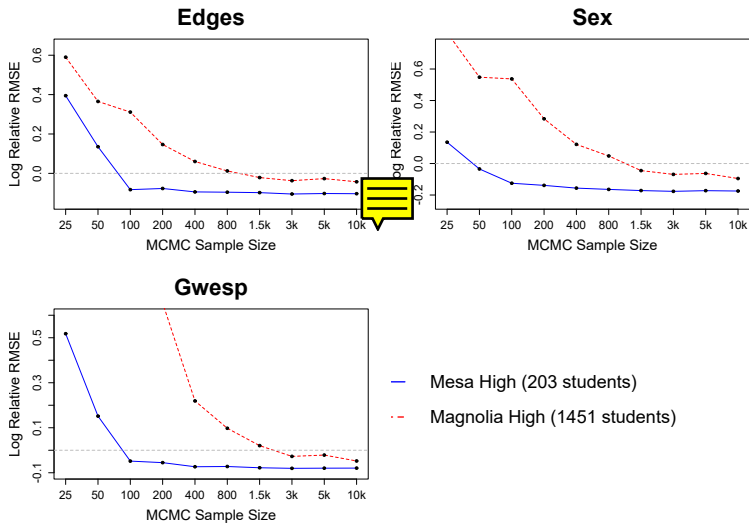 Edges
Log Relative RMSE
0.6
0.4
0.2
0.0
25 50 100 200 400 800 1.5k 3k 5k 10k
MCMC Sample Size
Sex
Log Relative RMSE
0.6
0.4
0.2
0.0
-0.2
25 50 100 200 400 800 1.5k 3k 5k 10k
MCMC Sample Size
Gwesp
Log Relative RMSE
0.5
0.3
0.1
-0.1
25 50 100 200 400 800 1.5k 3k 5k 10k
MCMC Sample Size
Mesa High (203 students)
Magnolia High (1451 students)